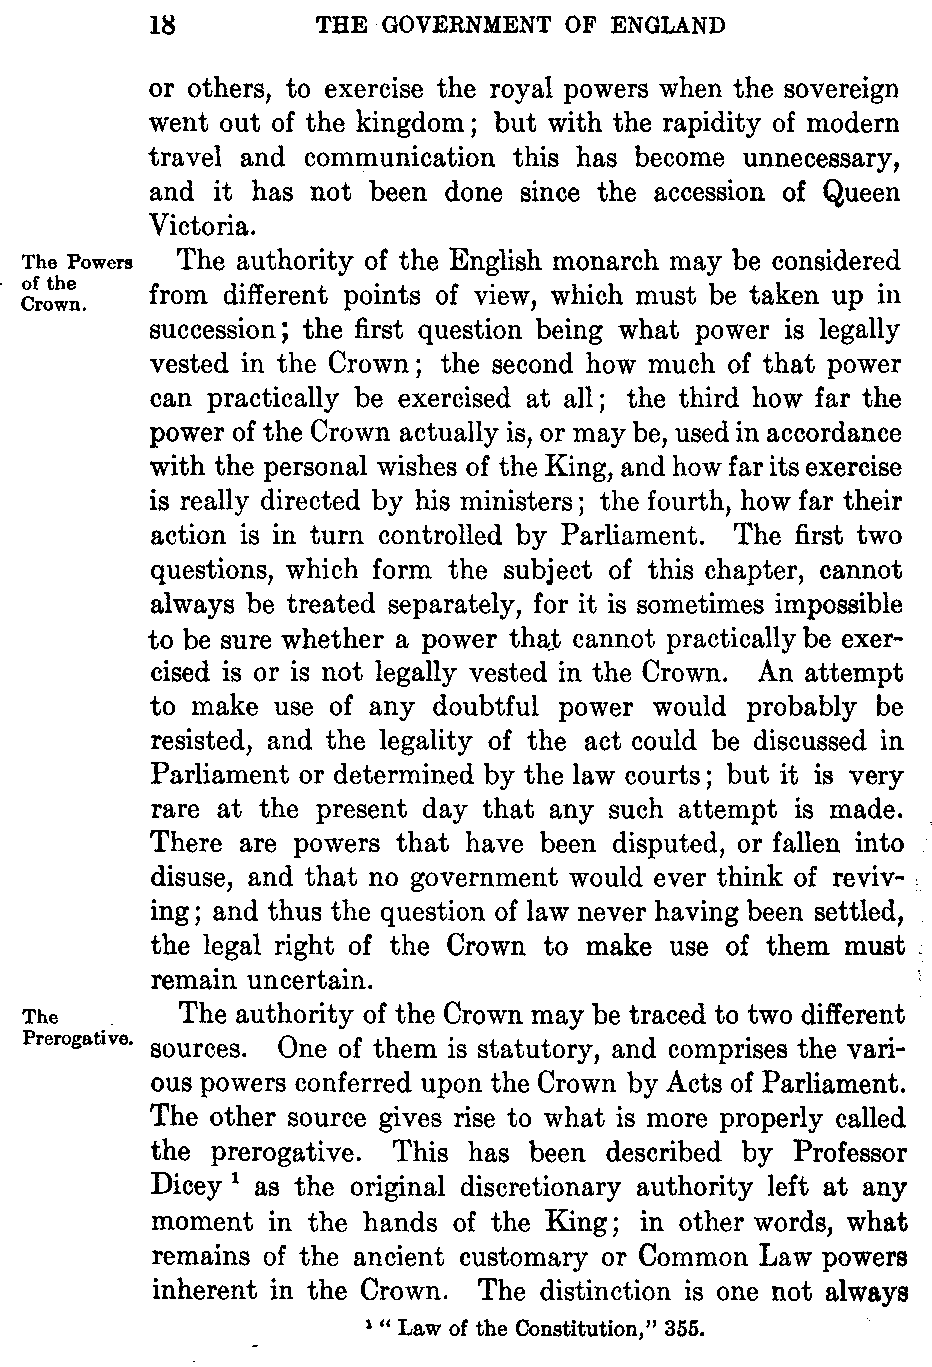 18 THE GOVERNMENT OF ENGLAND
or others, to exercise the royal powers when the sovereign
went out of the kingdom; but with the rapidity of modern
travel and communication this has become unnecessary,
and it has not been done since the accession of Queen
Victoria.
The Powers
of the
Crown.
The authority of the English monarch may be considered
from different points of view, which must be taken up in
succession; the first question being what power is legally
vested in the Crown; the second how much of that power
can practically be exercised at all; the third how far the
power of the Crown actually is, or may be, used in accordance
with the personal wishes of the King, and how far its exercise
is really directed by his ministers; the fourth, how far their
action is in turn controlled by Parliament. The first two
questions, which form the subject of this chapter, cannot
always be treated separately, for it is sometimes impossible
to be sure whether a power that cannot practically be exer-
cised is or is not legally vested in the Crown. An attempt
to make use of any doubtful power would probably be
resisted, and the legality of the act could be discussed in
Parliament or determined by the law courts; but it is very
rare at the present day that any such attempt is made.
There are powers that have been disputed, or fallen into
disuse, and that no government would ever think of reviv-
ing; and thus the question of law never having been settled,
the legal right of the Crown to make use of them must
remain uncertain.
The
Prerogative.
The authority of the Crown may be traced to two different
sources. One of them is statutory, and comprises the vari-
ous powers conferred upon the Crown by Acts of Parliament.
The other source gives rise to what is more properly called
the prerogative. This has been described by Professor
Dicey ¹ as the original discretionary authority left at any
moment in the hands of the King; in other words, what
remains of the ancient customary or Common Law powers
inherent in the Crown. The distinction is one not always
¹ "Law of the Constitution," 355.